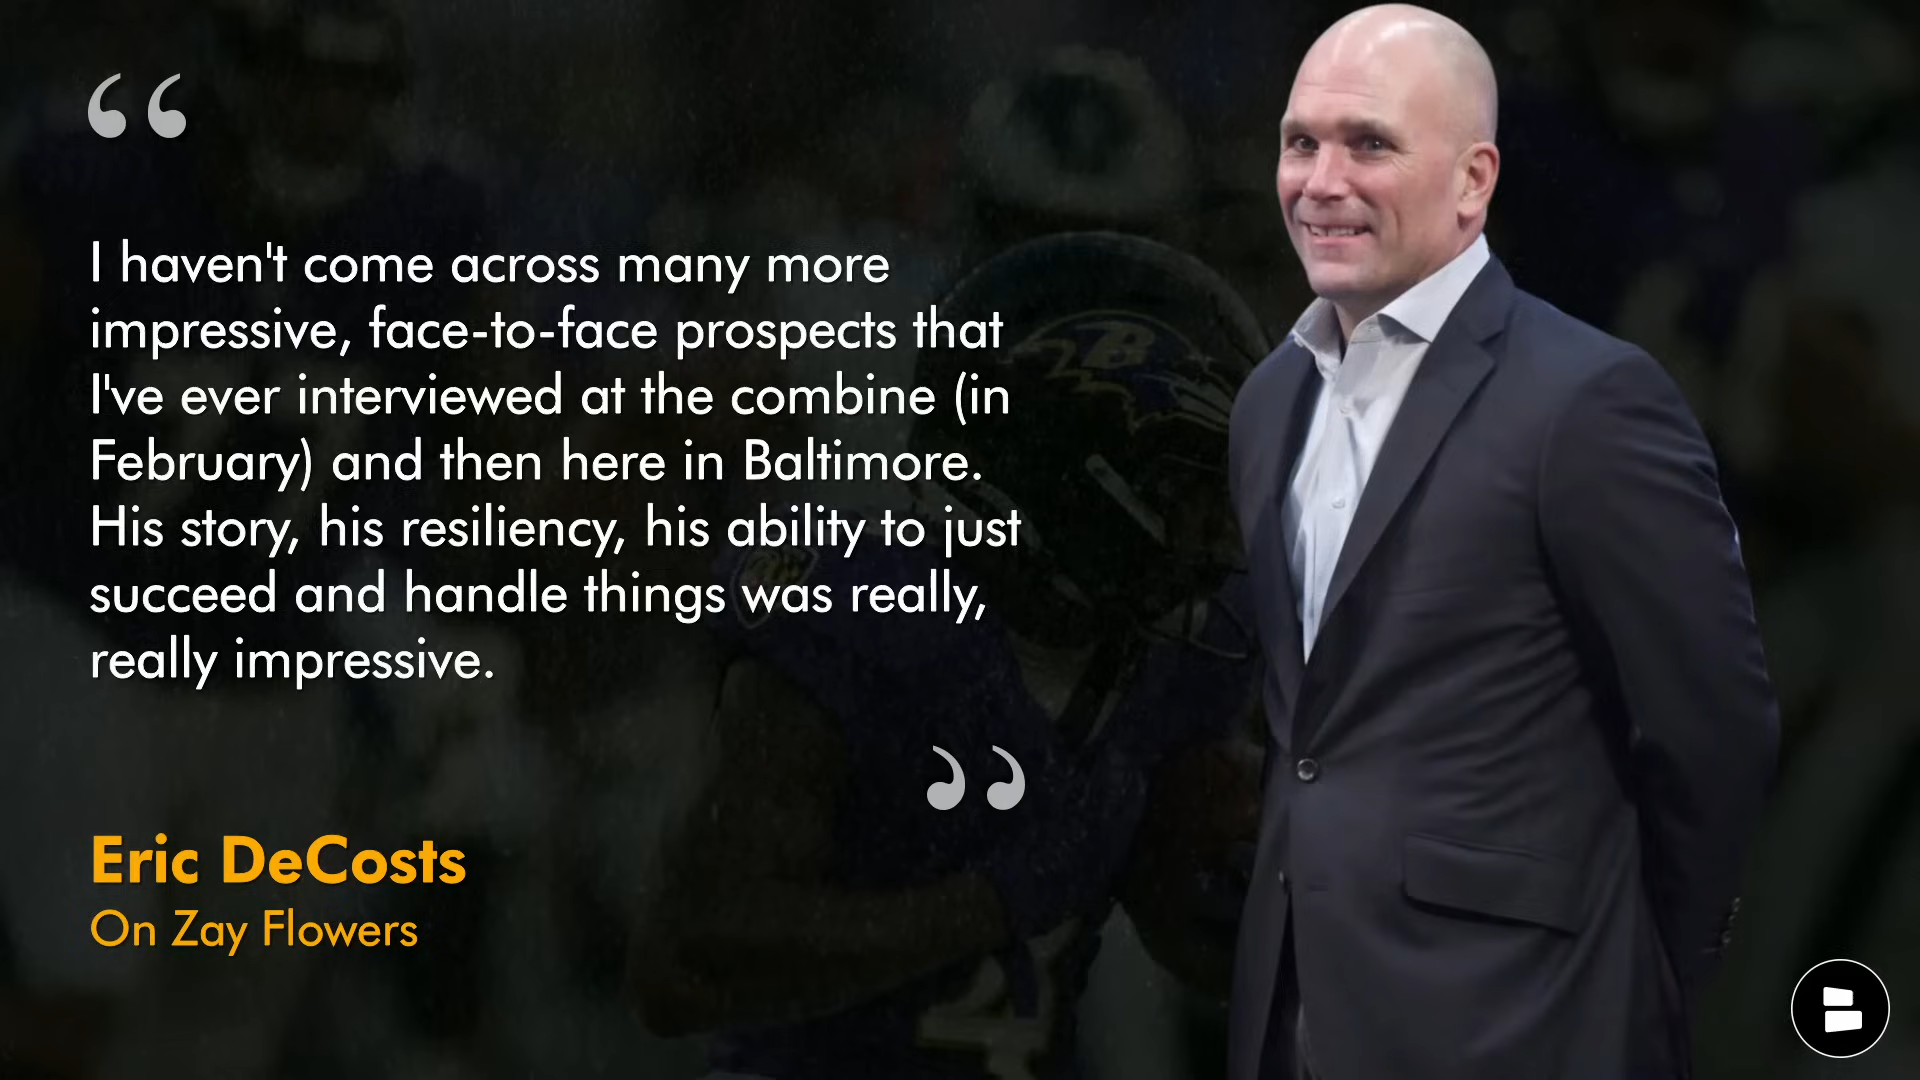 “
I haven't come across many more
impressive, face-to-face prospects that
I've ever interviewed at the combine (in
February) and then here in Baltimore.
His story, his resiliency, his ability to just
succeed and handle things was really,
really impressive.
”
Eric DeCosts
On Zay Flowers
B